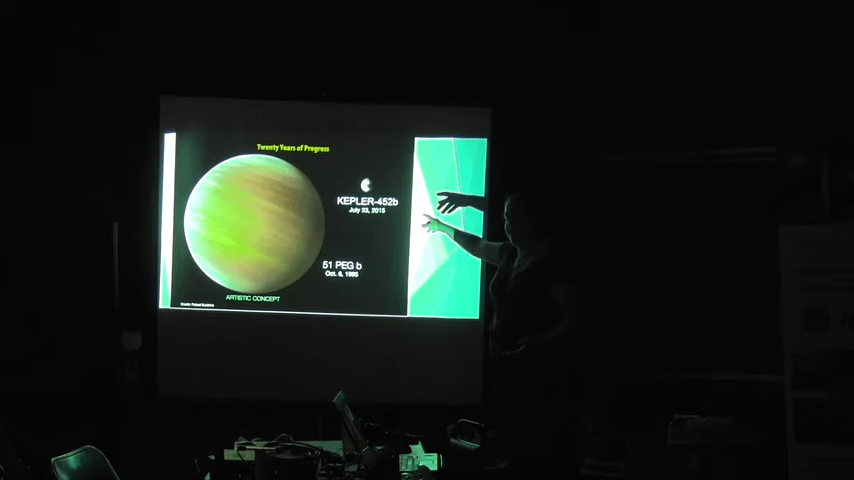 Twenty Years of Progress
KEPLER-452b
July 23, 2015
51 PEG b
Oct. 6, 1995
ARTISTIC CONCEPT